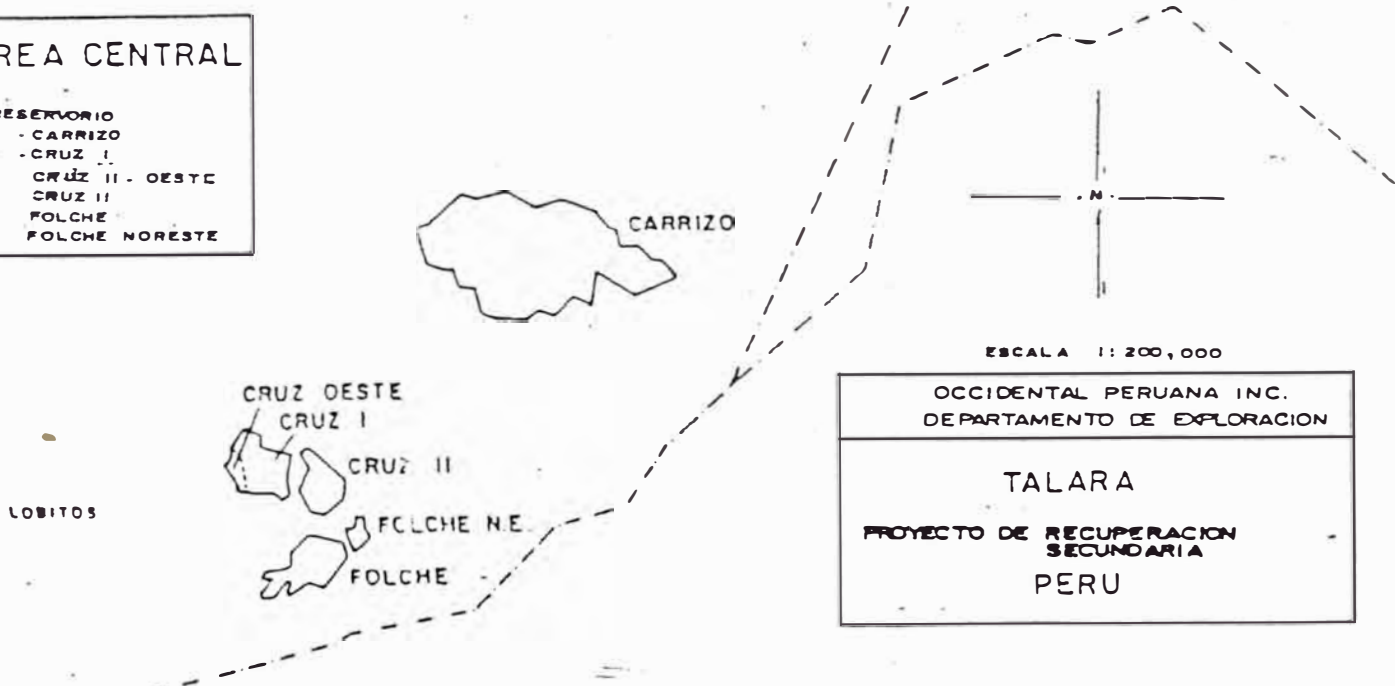 REA CENTRAL
RESERVORIO
- CARRIZO
- CRUZ I
CRUZ II - OESTE
CRUZ II
FOLCHE
FOLCHE NORESTE
CARRIZO
N
CRUZ OESTE
CRUZ I
CRUZ II
FOLCHE N.E.
FOLCHE
LOBITOS
ESCALA 1:200,000
OCCIDENTAL PERUANA INC.
DEPARTAMENTO DE EXPLORACION
TALARA
PROYECTO DE RECUPERACION
SECUNDARIA
PERU